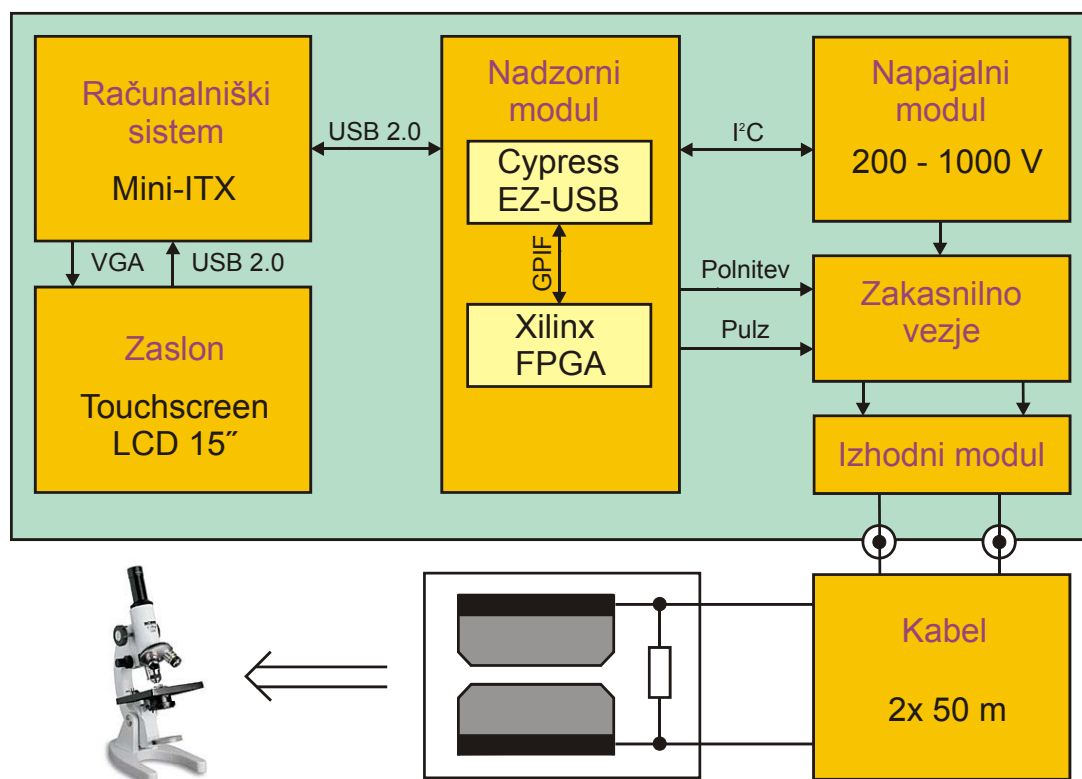 Računalniški
sistem
Mini-ITX
USB 2.0
Nadzorni
modul
Cypress
EZ-USB
GPIF
Xilinx
FPGA
I²C
Napajalni
modul
200 - 1000 V
VGA
USB 2.0
Zaslon
Touchscreen
LCD 15˝
Polnitev
Pulz
Zakasnilno
vezje
Izhodni modul
Kabel
2x 50 m